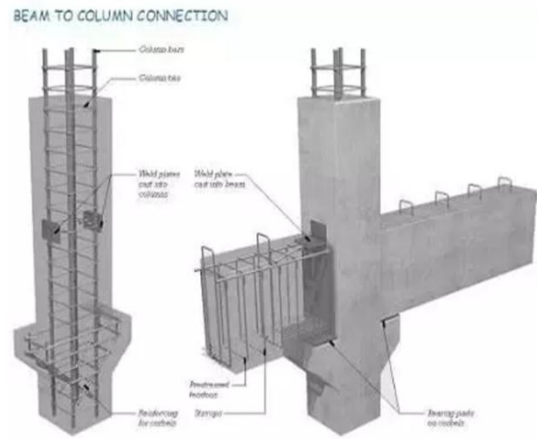 BEAM TO COLUMN CONNECTION
Column bars
Column ties
Weld plates
cast into
columns
Weld plate
cast into beam
Prestressed
tendons
Stirrups
Reinforcing
for corbels
Bearing pads
on corbels